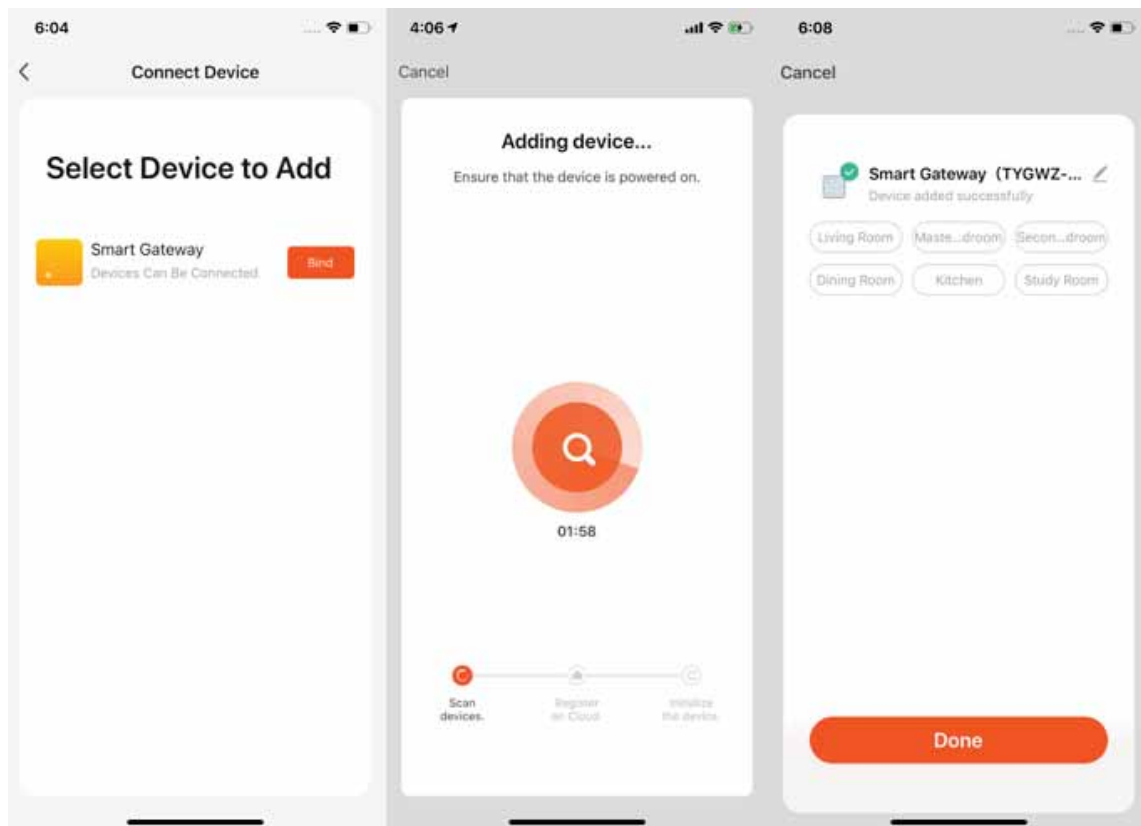 6:04
Connect Device
Select Device to Add
Smart Gateway
Devices Can Be Connected
Bind
4:06
Cancel
Adding device...
Ensure that the device is powered on.
01:58
Scan
devices.
Register
on Cloud.
Initialize
the device.
6:08
Cancel
Smart Gateway (TYGWZ-...
Device added successfully
Living Room
Maste...droom
Secon...droom
Dining Room
Kitchen
Study Room
Done